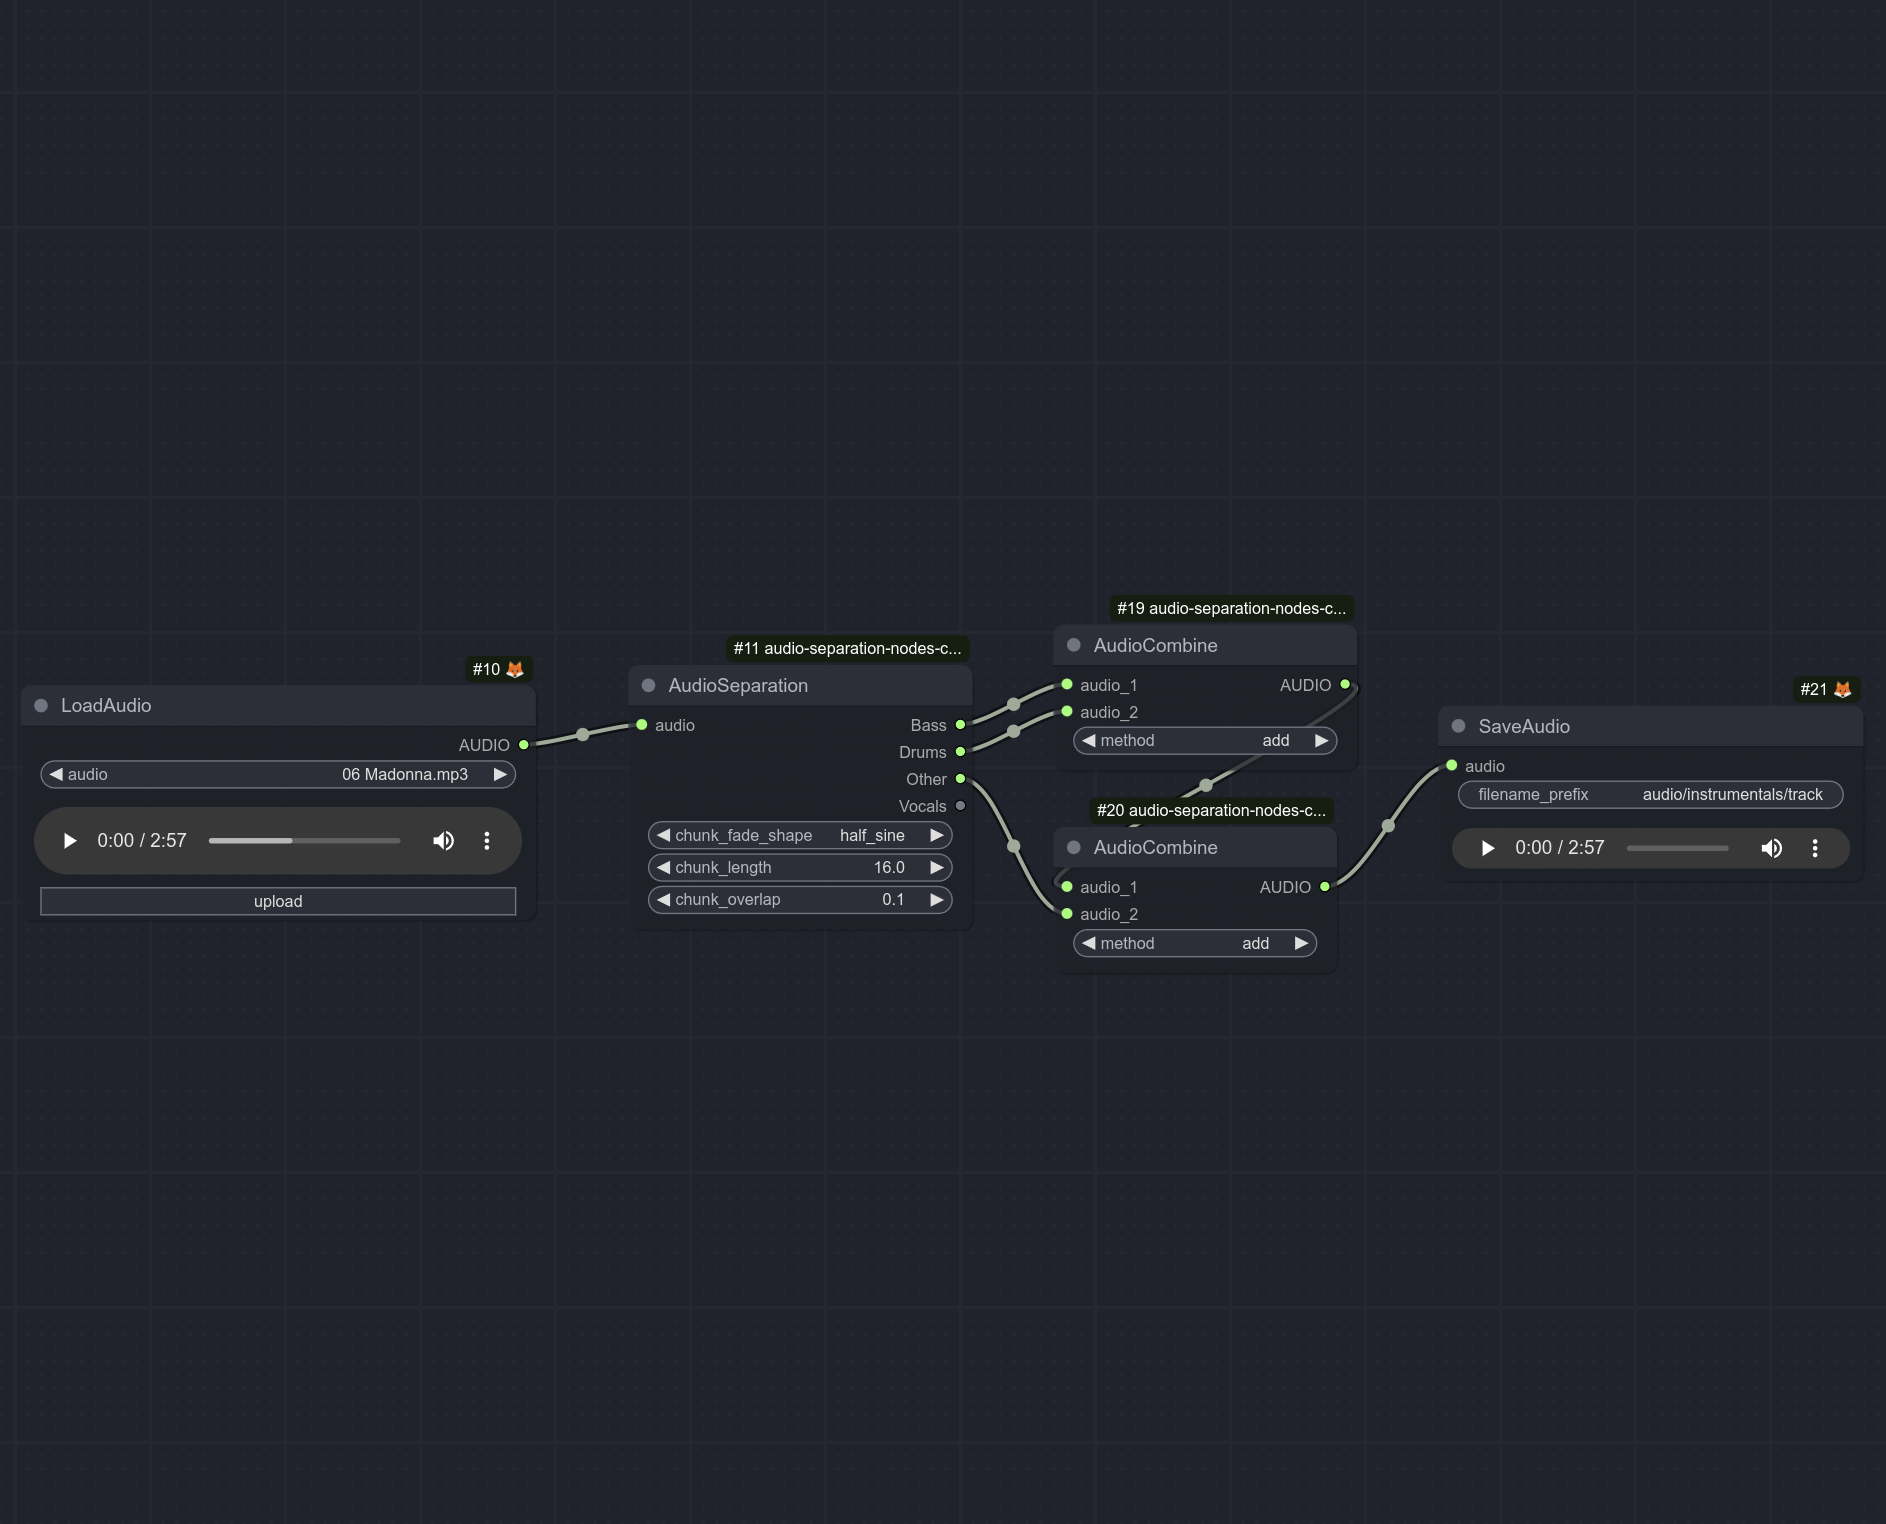 #10 🦊
LoadAudio
AUDIO
audio 06 Madonna.mp3
0:00 / 2:57
upload
#11 audio-separation-nodes-c...
AudioSeparation
audio Bass
Drums
Other
Vocals
chunk_fade_shape half_sine
chunk_length 16.0
chunk_overlap 0.1
#19 audio-separation-nodes-c...
AudioCombine
audio_1 AUDIO
audio_2
method add
#20 audio-separation-nodes-c...
AudioCombine
audio_1 AUDIO
audio_2
method add
#21 🦊
SaveAudio
audio
filename_prefix audio/instrumentals/track
0:00 / 2:57